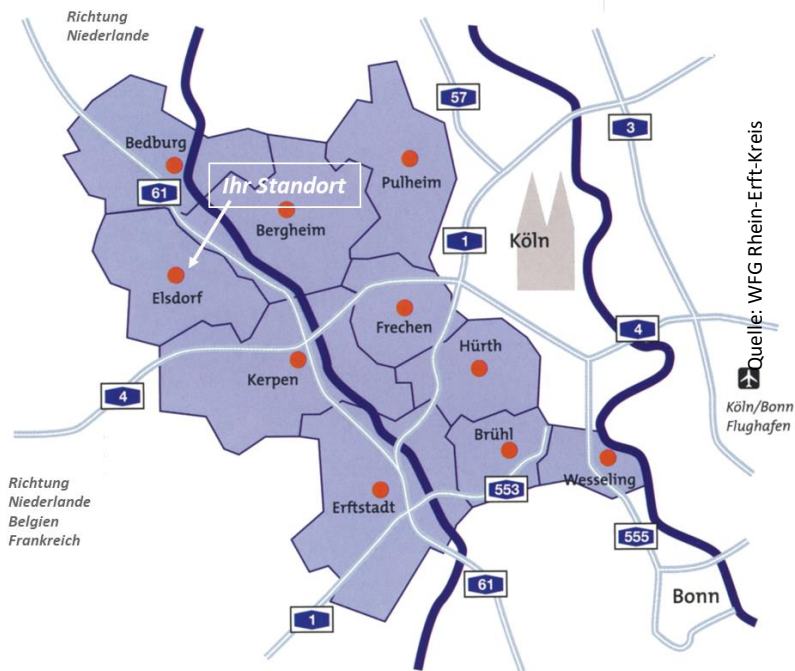 Richtung
Niederlande
57
3
Bedburg
61
Ihr Standort
Pulheim
Bergheim
1
Köln
Quelle: WFG Rhein-Erft-Kreis
Elsdorf
Frechen
4
Hürth
Kerpen
4
Köln/Bonn
Flughafen
Brühl
Wesseling
Richtung
Niederlande
Belgien
Frankreich
553
Erftstadt
555
61
Bonn
1